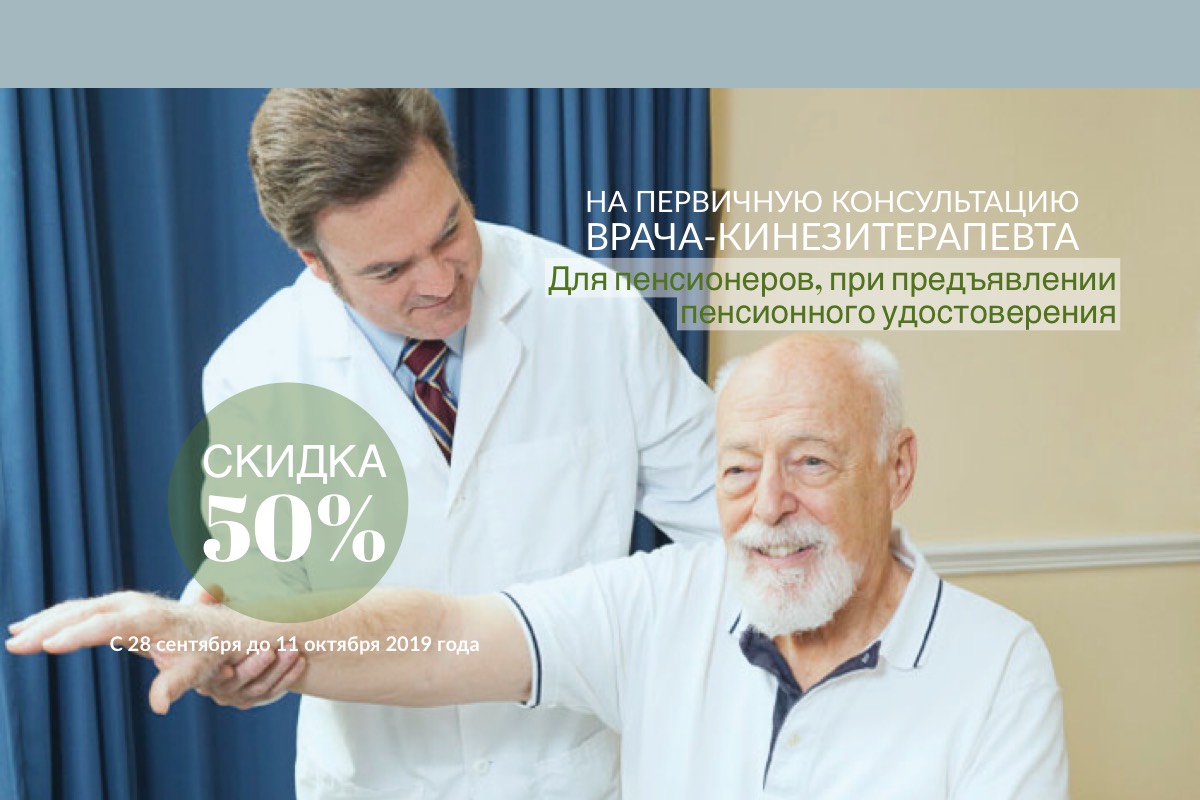 НА ПЕРВИЧНУЮ КОНСУЛЬТАЦИЮ
ВРАЧА-КИНЕЗИТЕРАПЕВТА
Для пенсионеров, при предъявлении
пенсионного удостоверения
СКИДКА
50%
С 28 сентября до 11 октября 2019 года